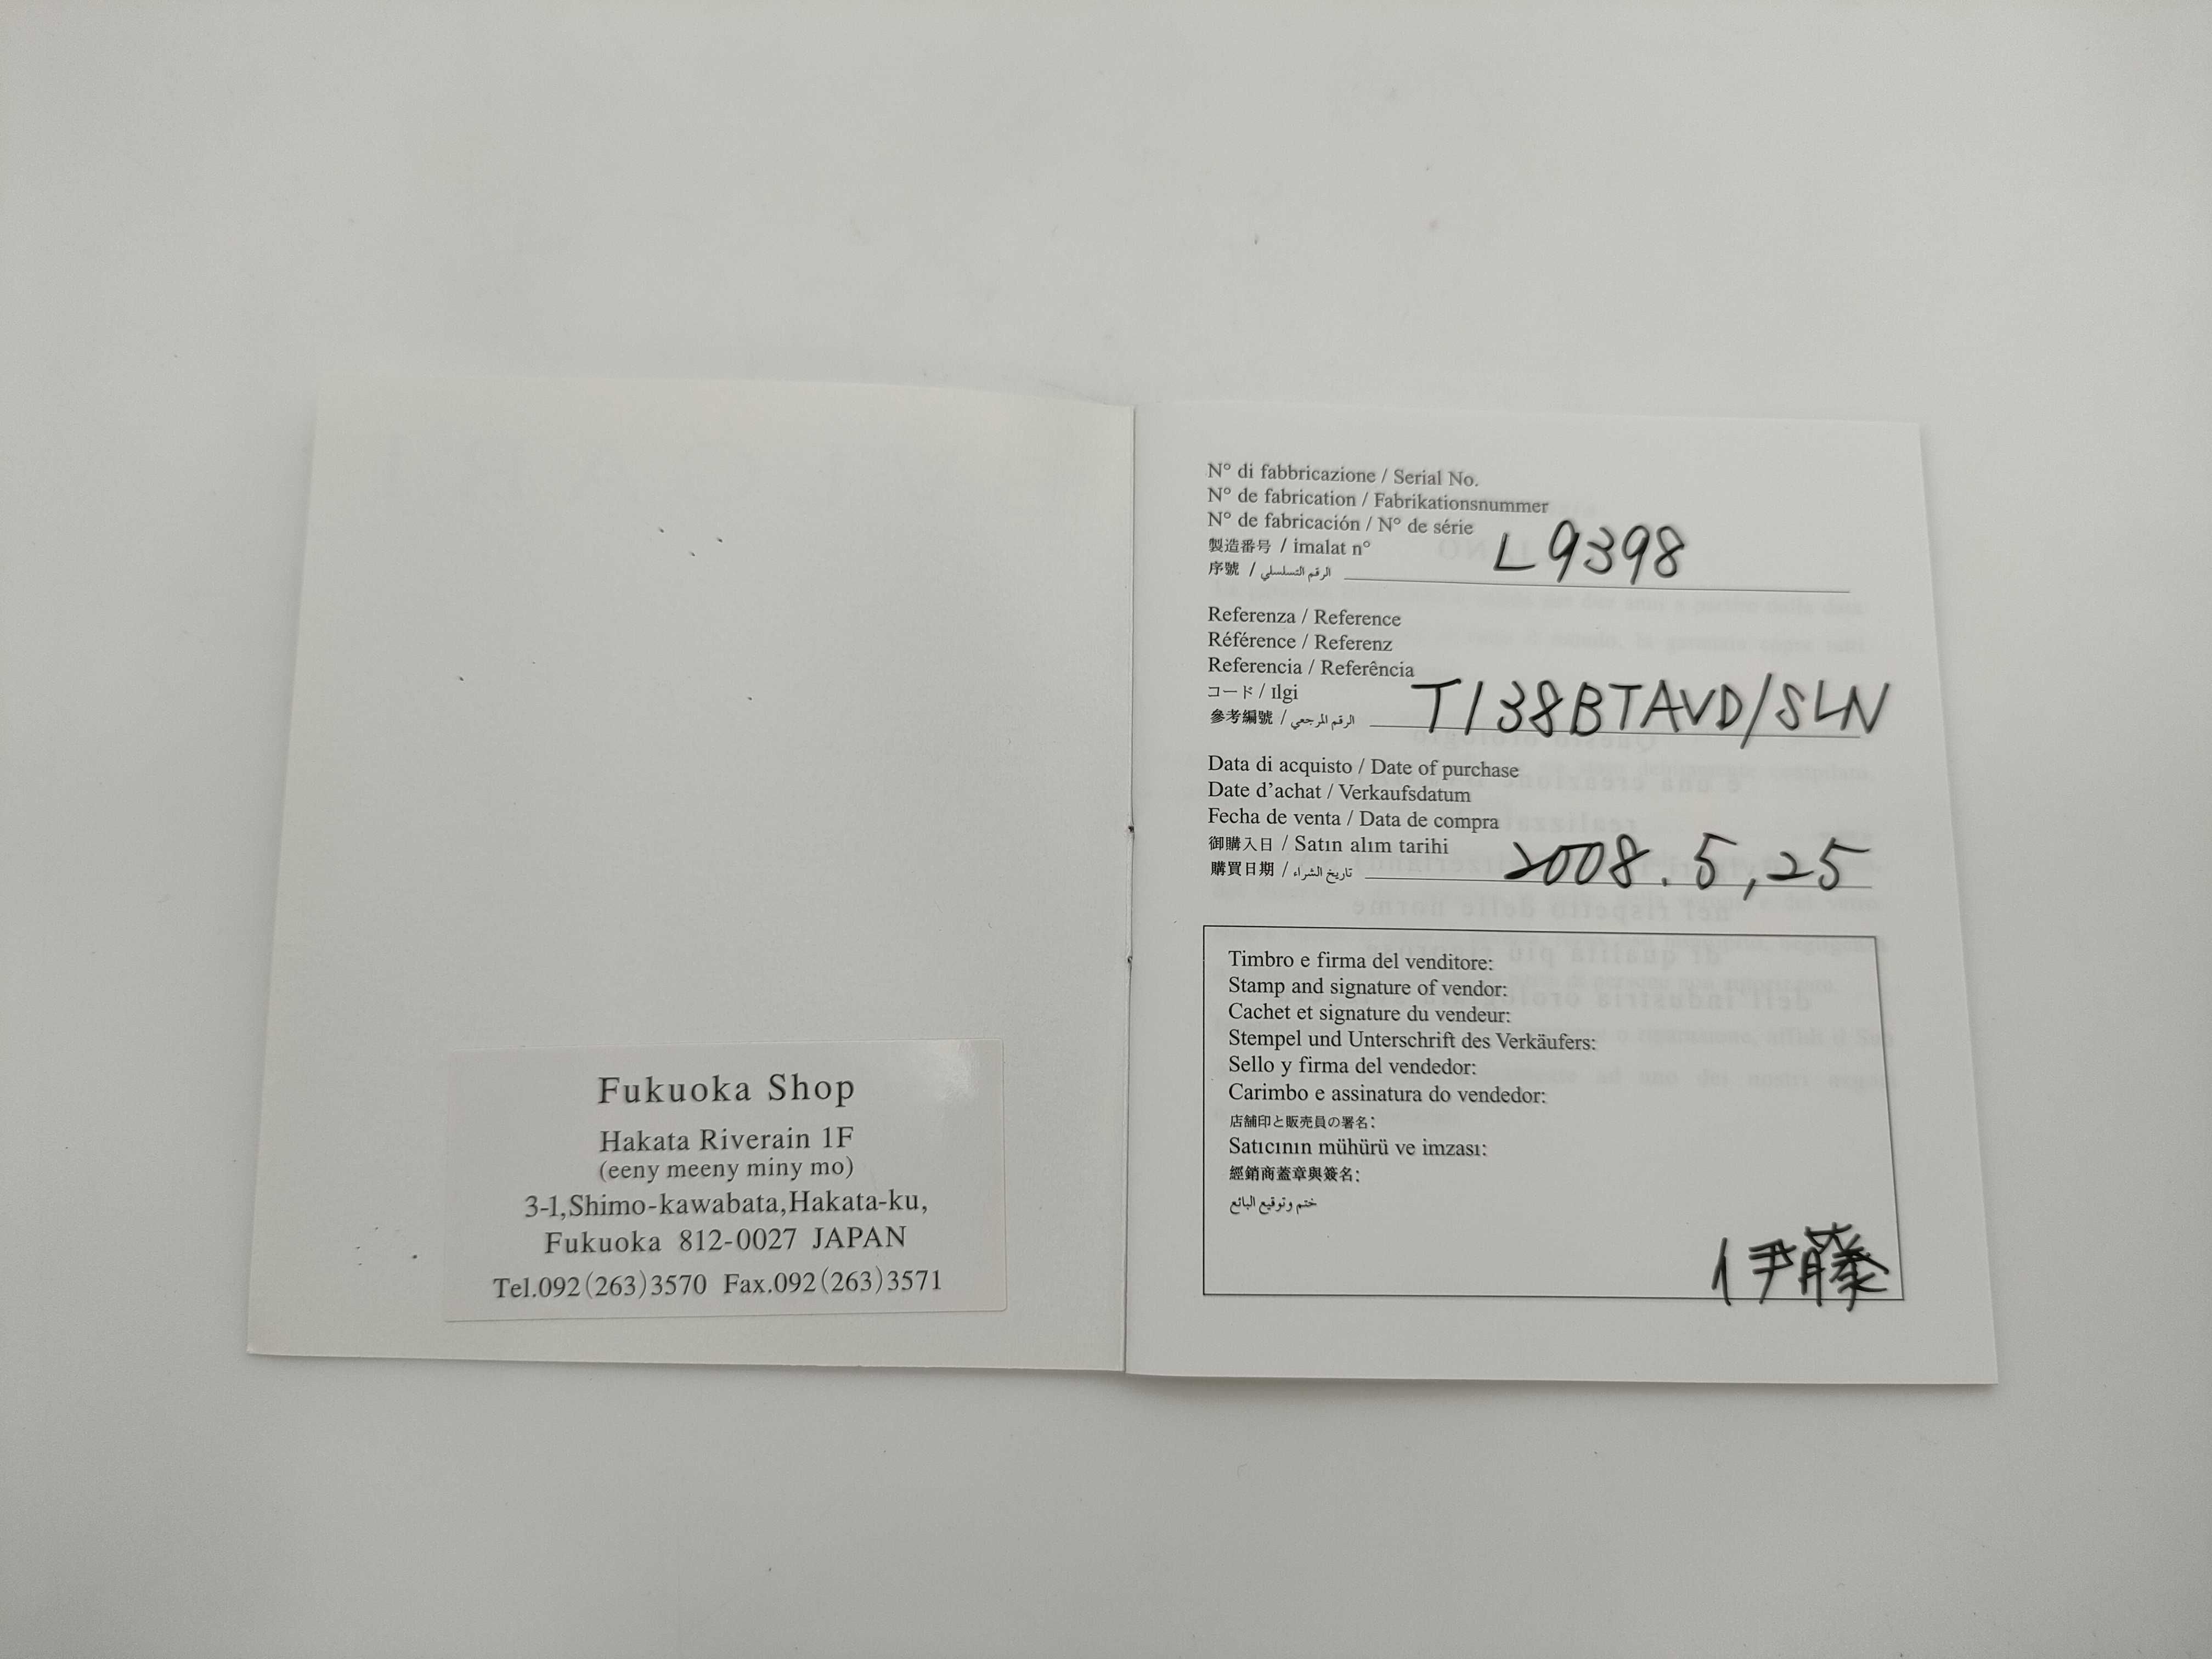 Fukuoka Shop
Hakata Riverain 1F
(eeny meeny miny mo)
3-1,Shimo-kawabata,Hakata-ku,
Fukuoka 812-0027 JAPAN
Tel.092(263)3570 Fax.092(263)3571
N° di fabbricazione / Serial No.
N° de fabrication / Fabrikationsnummer
N° de fabricación / N° de série
製造番号 / imalat n°
序號 / الرقم التسلسلي L9398
Referenza / Reference
Référence / Referenz
Referencia / Referência
コード / ılgi
參考編號 / الرقم المرجعي T138BTAVD/SLN
Data di acquisto / Date of purchase
Date d'achat / Verkaufsdatum
Fecha de venta / Data de compra
御購入日 / Satın alım tarihi
購買日期 / تاريخ الشراء 2008.5,25
Timbro e firma del venditore:
Stamp and signature of vendor:
Cachet et signature du vendeur:
Stempel und Unterschrift des Verkäufers:
Sello y firma del vendedor:
Carimbo e assinatura do vendedor:
店舗印と販売員の署名:
Satıcının mühürü ve imzası:
經銷商蓋章與簽名:
ختم وتوقيع البائع
伊藤